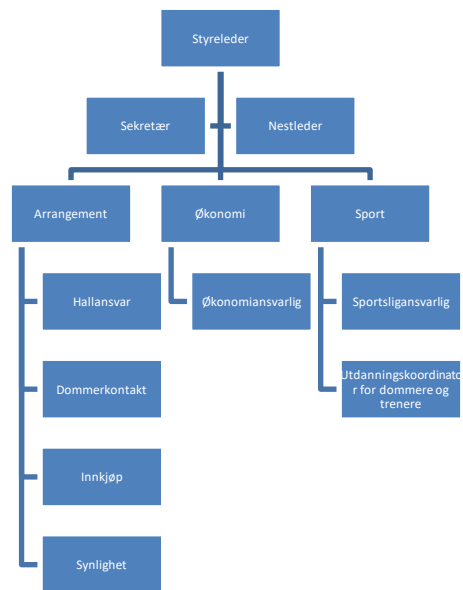 Styreleder
Sekretær
Nestleder
Arrangement
Økonomi
Sport
Hallansvar
Økonomiansvarlig
Sportsligansvarlig
Dommerkontakt
Utdanningskoordinato
r for dommere og
trenere
Innkjøp
Synlighet